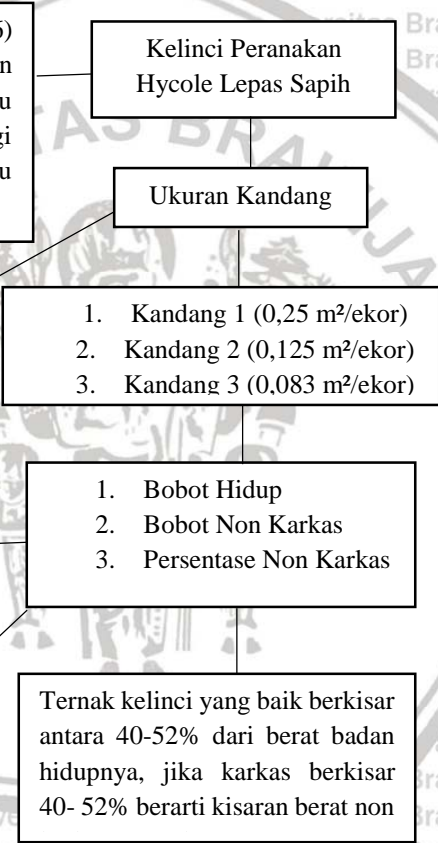 6)
n
u
gi
u
Kelinci Peranakan
Hycole Lepas Sapih
Ukuran Kandang
1. Kandang 1 (0,25 m²/ekor)
2. Kandang 2 (0,125 m²/ekor)
3. Kandang 3 (0,083 m²/ekor)
1. Bobot Hidup
2. Bobot Non Karkas
3. Persentase Non Karkas
Ternak kelinci yang baik berkisar
antara 40-52% dari berat badan
hidupnya, jika karkas berkisar
40- 52% berarti kisaran berat non